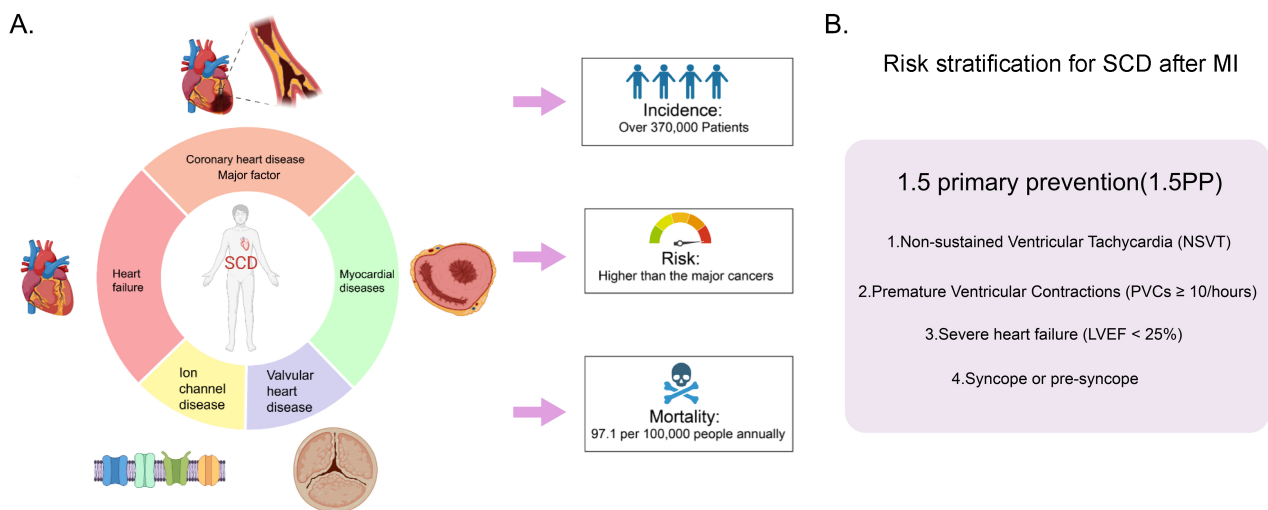 A.
Coronary heart disease
Major factor
Heart
failure
SCD
Myocardial
diseases
Ion
channel
disease
Valvular
heart
disease
Incidence:
Over 370,000 Patients
Risk:
Higher than the major cancers
Mortality:
97.1 per 100,000 people annually
B.
Risk stratification for SCD after MI
1.5 primary prevention(1.5PP)
1.Non-sustained Ventricular Tachycardia (NSVT)
2.Premature Ventricular Contractions (PVCs ≥ 10/hours)
3.Severe heart failure (LVEF < 25%)
4.Syncope or pre-syncope